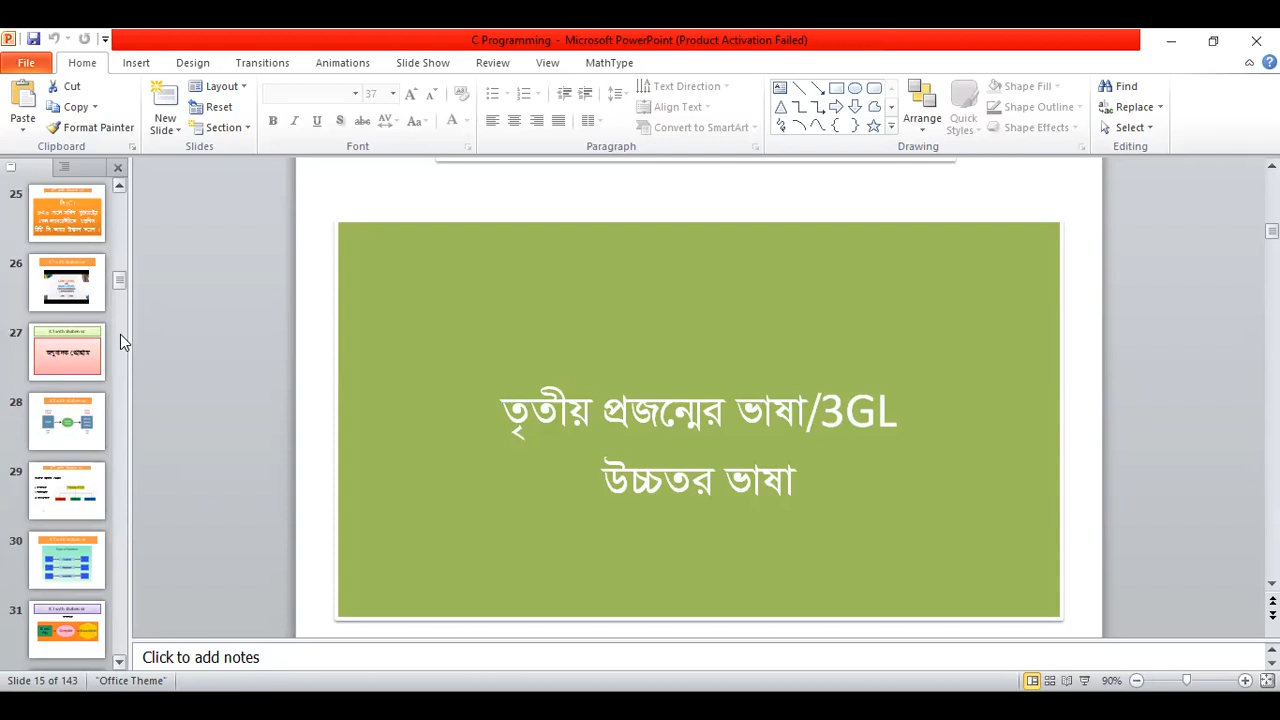 C Programming - Microsoft PowerPoint (Product Activation Failed)
File Home Insert Design Transitions Animations Slide Show Review View MathType
Paste Cut Copy Format Painter Clipboard
New Slide Layout Reset Section Slides
37 Font
Text Direction Align Text Convert to SmartArt Paragraph
Arrange Quick Styles Shape Fill Shape Outline Shape Effects Drawing
Find Replace Select Editing
25
26
27
অনুবাদক প্রোগ্রাম
28
29
30
31
তৃতীয় প্রজন্মের ভাষা/3GL
উচ্চতর ভাষা
Click to add notes
Slide 15 of 143 "Office Theme" 90%